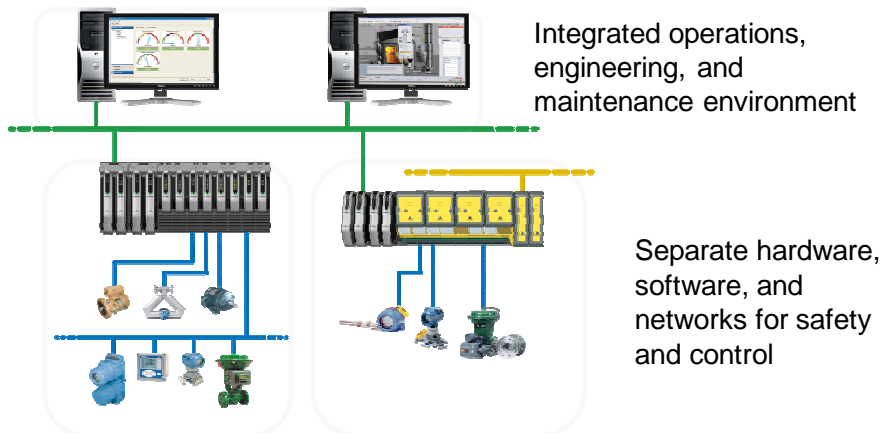 Integrated operations,
engineering, and
maintenance environment
Separate hardware,
software, and
networks for safety
and control